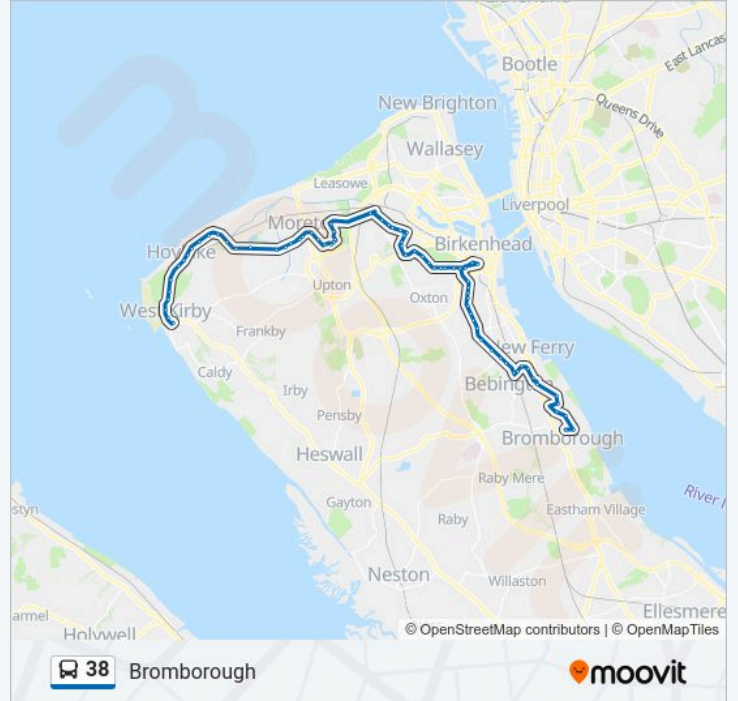 Bootle
East Lancas
New Brighton
Queens Drive
Wallasey
Leasowe
Liverpool
Moret
Birkenhead
Hoylake
Upton
Oxton
West Kirby
Frankby
New Ferry
Caldy
Irby
Bebington
Pensby
Bromborough
Heswall
Raby Mere
Gayton
River
Eastham Village
styn
Raby
Neston
Willaston
armel
Ellesmere
Holywell
© OpenStreetMap contributors | © OpenMapTiles
38 Bromborough
moovit